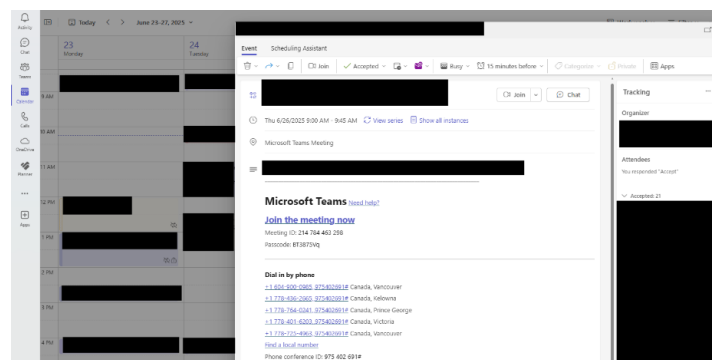 Activity
Chat
Teams
Calendar
Calls
OneDrive
Planner
Apps
Today
June 23–27, 2025
23
Monday
24
Tuesday
9 AM
10 AM
11 AM
12 PM
1 PM
2 PM
3 PM
4 PM
Event
Scheduling Assistant
Join
Accepted
Busy
15 minutes before
Categorize
Private
Apps
Join
Chat
Thu 6/26/2025 9:00 AM - 9:45 AM
View series
Show all instances
Microsoft Teams Meeting
Microsoft Teams Need help?
Join the meeting now
Meeting ID: 214 784 463 298
Passcode: BT3875Vq
Dial in by phone
+1 604-900-0965, 975402691# Canada, Vancouver
+1 778-436-2665, 975402691# Canada, Kelowna
+1 778-764-0241, 975402691# Canada, Prince George
+1 778-401-6203, 975402691# Canada, Victoria
+1 778-725-4963, 975402691# Canada, Vancouver
Find a local number
Phone conference ID: 975 402 691#
Tracking
Organizer
Attendees
You responded "Accept"
Accepted: 21